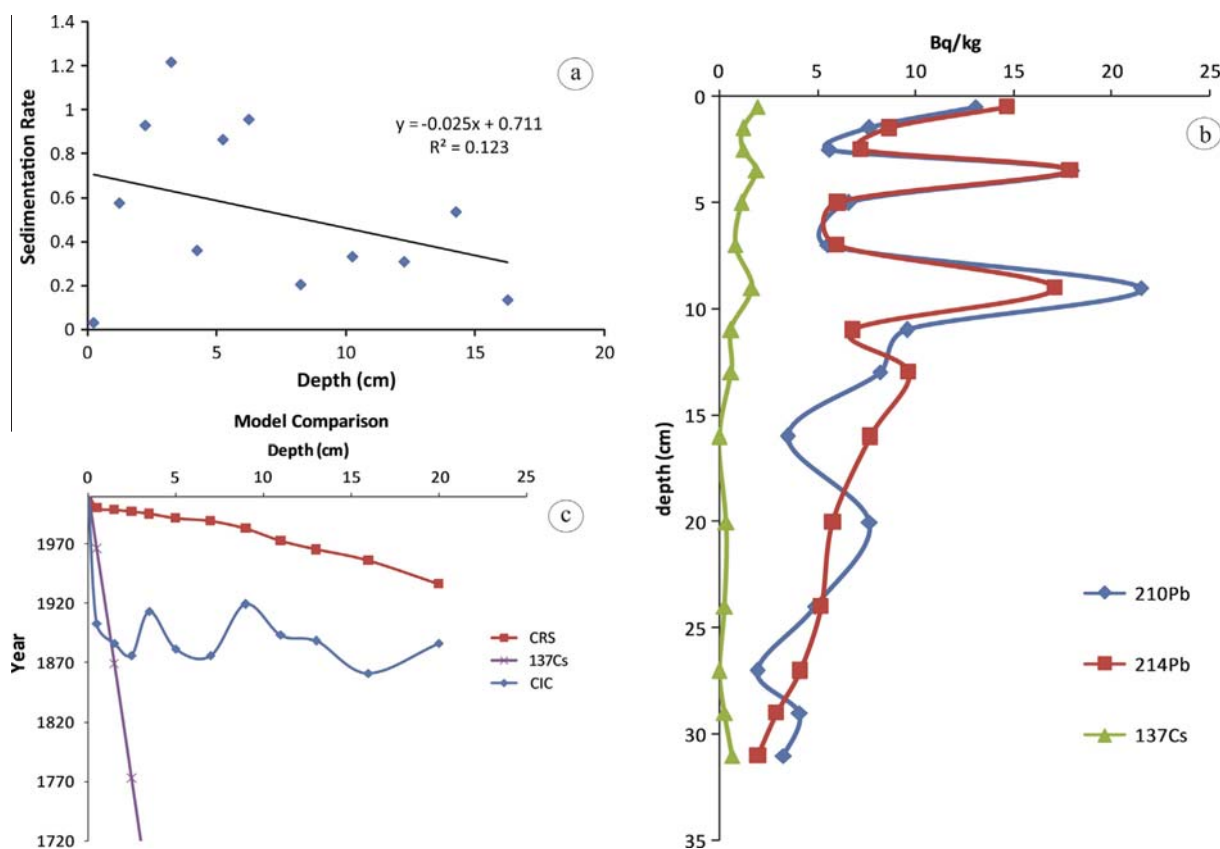 1.4
1.2
1
0.8
0.6
0.4
0.2
0
Sedimentation Rate
a
y = -0.025x + 0.711
R² = 0.123
0 5 10 15 20
Depth (cm)
Model Comparison
Depth (cm)
0 5 10 15 20 25
c
1970
1920
1870
1820
1770
1720
Year
CRS
137Cs
CIC
Bq/kg
0 5 10 15 20 25
b
0
5
10
15
20
25
30
35
depth (cm)
210Pb
214Pb
137Cs